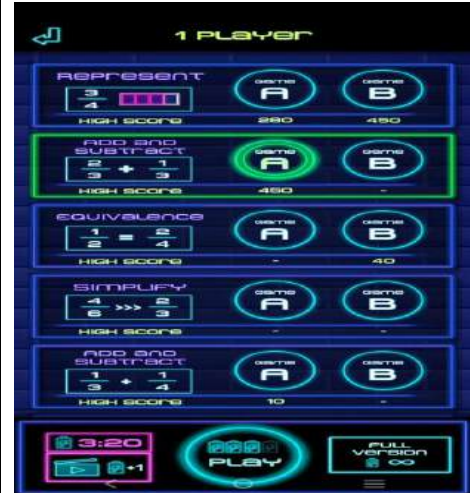 1 PLAYER
REPRESENT
3/4
GAME A
GAME B
HIGH SCORE 280 450
ADD AND
SUBTRACT
2/3 + 1/3
GAME A
GAME B
HIGH SCORE 450 -
EQUIVALENCE
1/2 = 2/4
GAME A
GAME B
HIGH SCORE - 40
SIMPLIFY
4/6 >>> 2/3
GAME A
GAME B
HIGH SCORE - -
ADD AND
SUBTRACT
1/3 + 1/4
GAME A
GAME B
HIGH SCORE 10 -
3:20
+1
PLAY
FULL
VERSION
∞